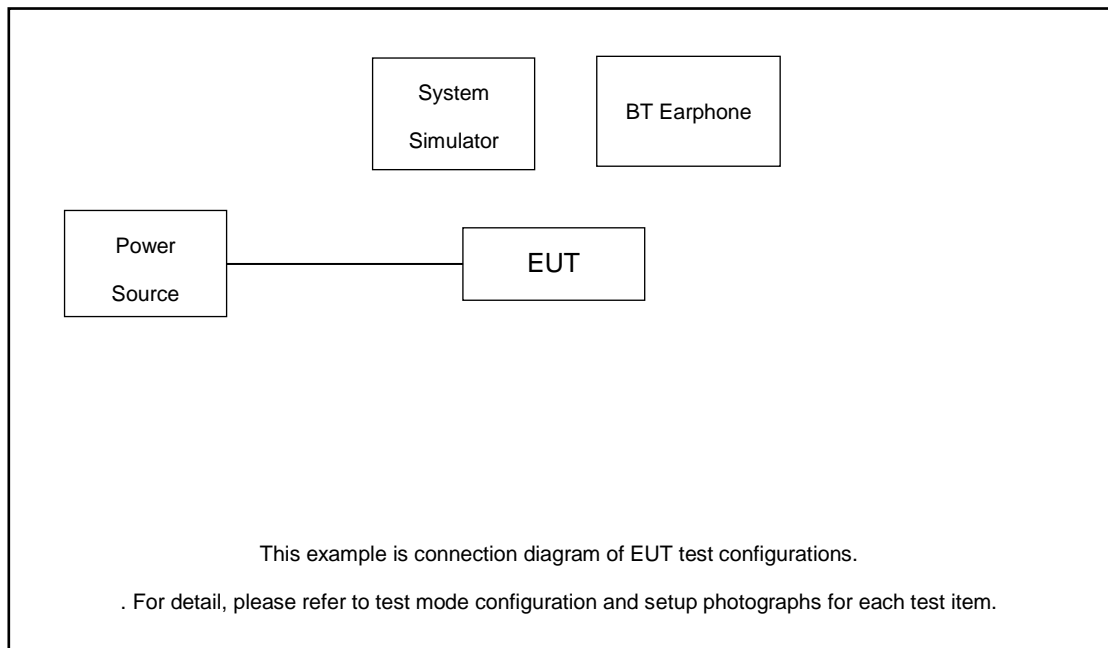 System
Simulator
BT Earphone
Power
Source
EUT
This example is connection diagram of EUT test configurations.
. For detail, please refer to test mode configuration and setup photographs for each test item.